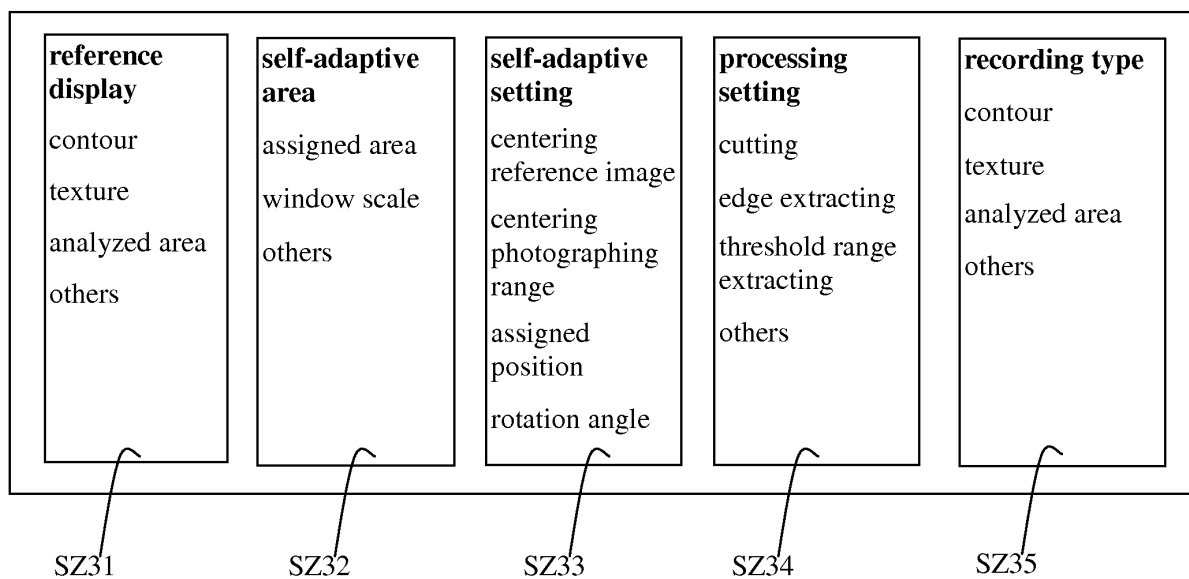 reference
display
contour
texture
analyzed area
others
self-adaptive
area
assigned area
window scale
others
self-adaptive
setting
centering
reference image
centering
photographing
range
assigned
position
rotation angle
processing
setting
cutting
edge extracting
threshold range
extracting
others
recording type
contour
texture
analyzed area
others
SZ31
SZ32
SZ33
SZ34
SZ35